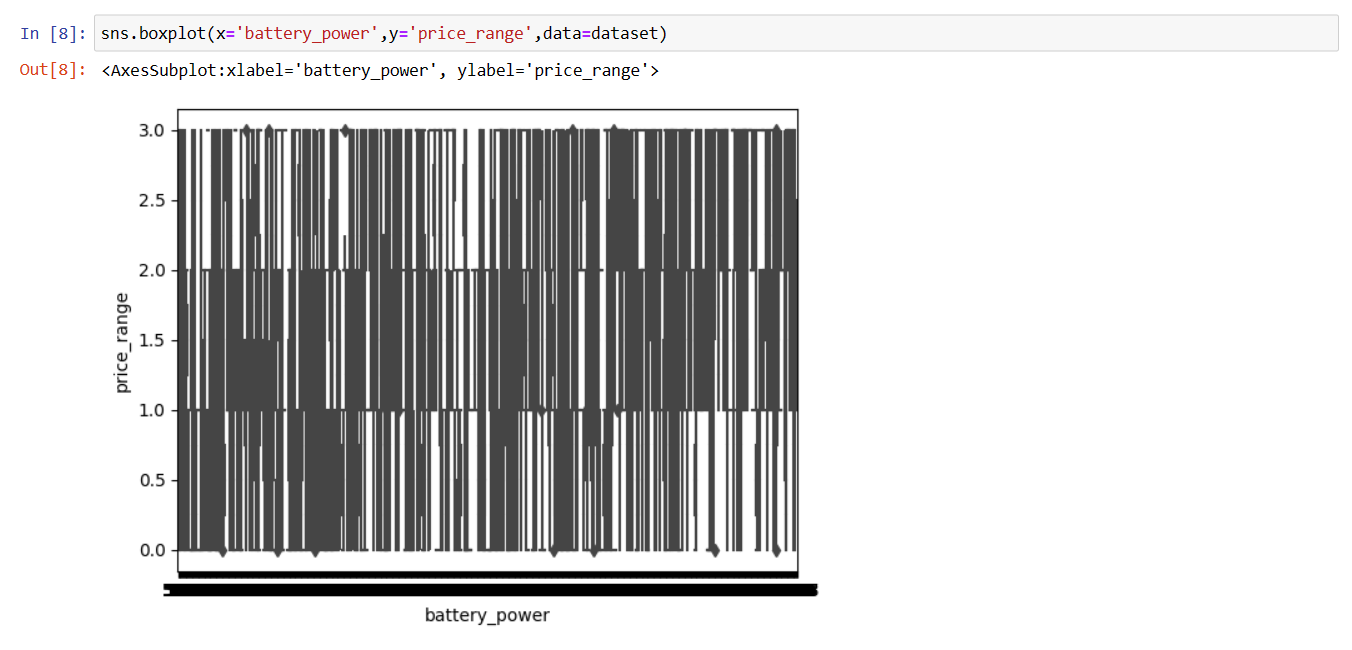 In [8]: sns.boxplot(x='battery_power',y='price_range',data=dataset)
Out[8]: <AxesSubplot:xlabel='battery_power', ylabel='price_range'>
3.0
2.5
2.0
1.5
1.0
0.5
0.0
price_range
battery_power